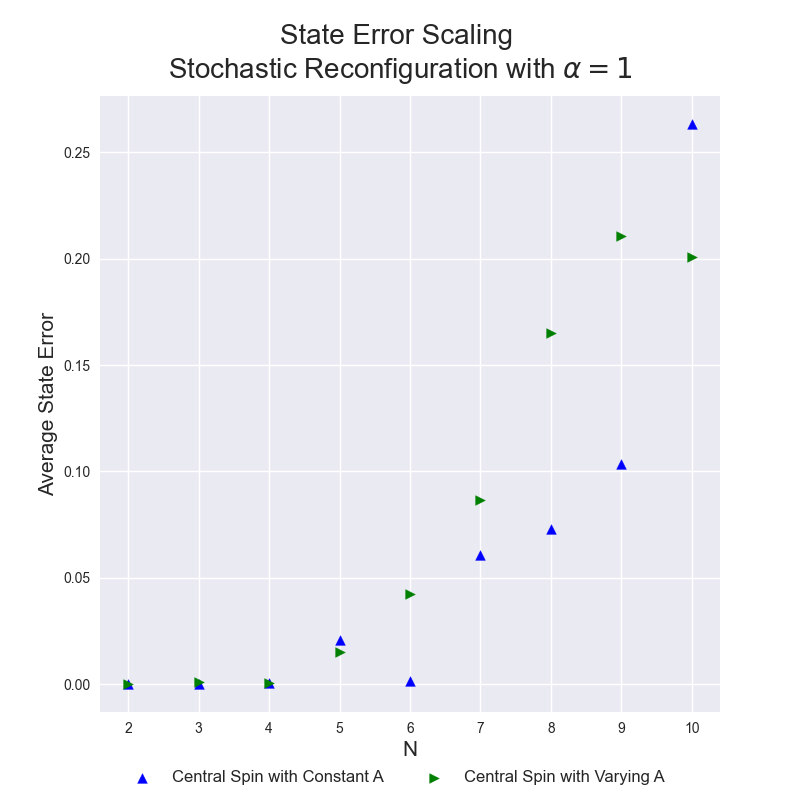 State Error Scaling
Stochastic Reconfiguration with α = 1
Average State Error
0.25
0.20
0.15
0.10
0.05
0.00
2 3 4 5 6 7 8 9 10
N
Central Spin with Constant A Central Spin with Varying A